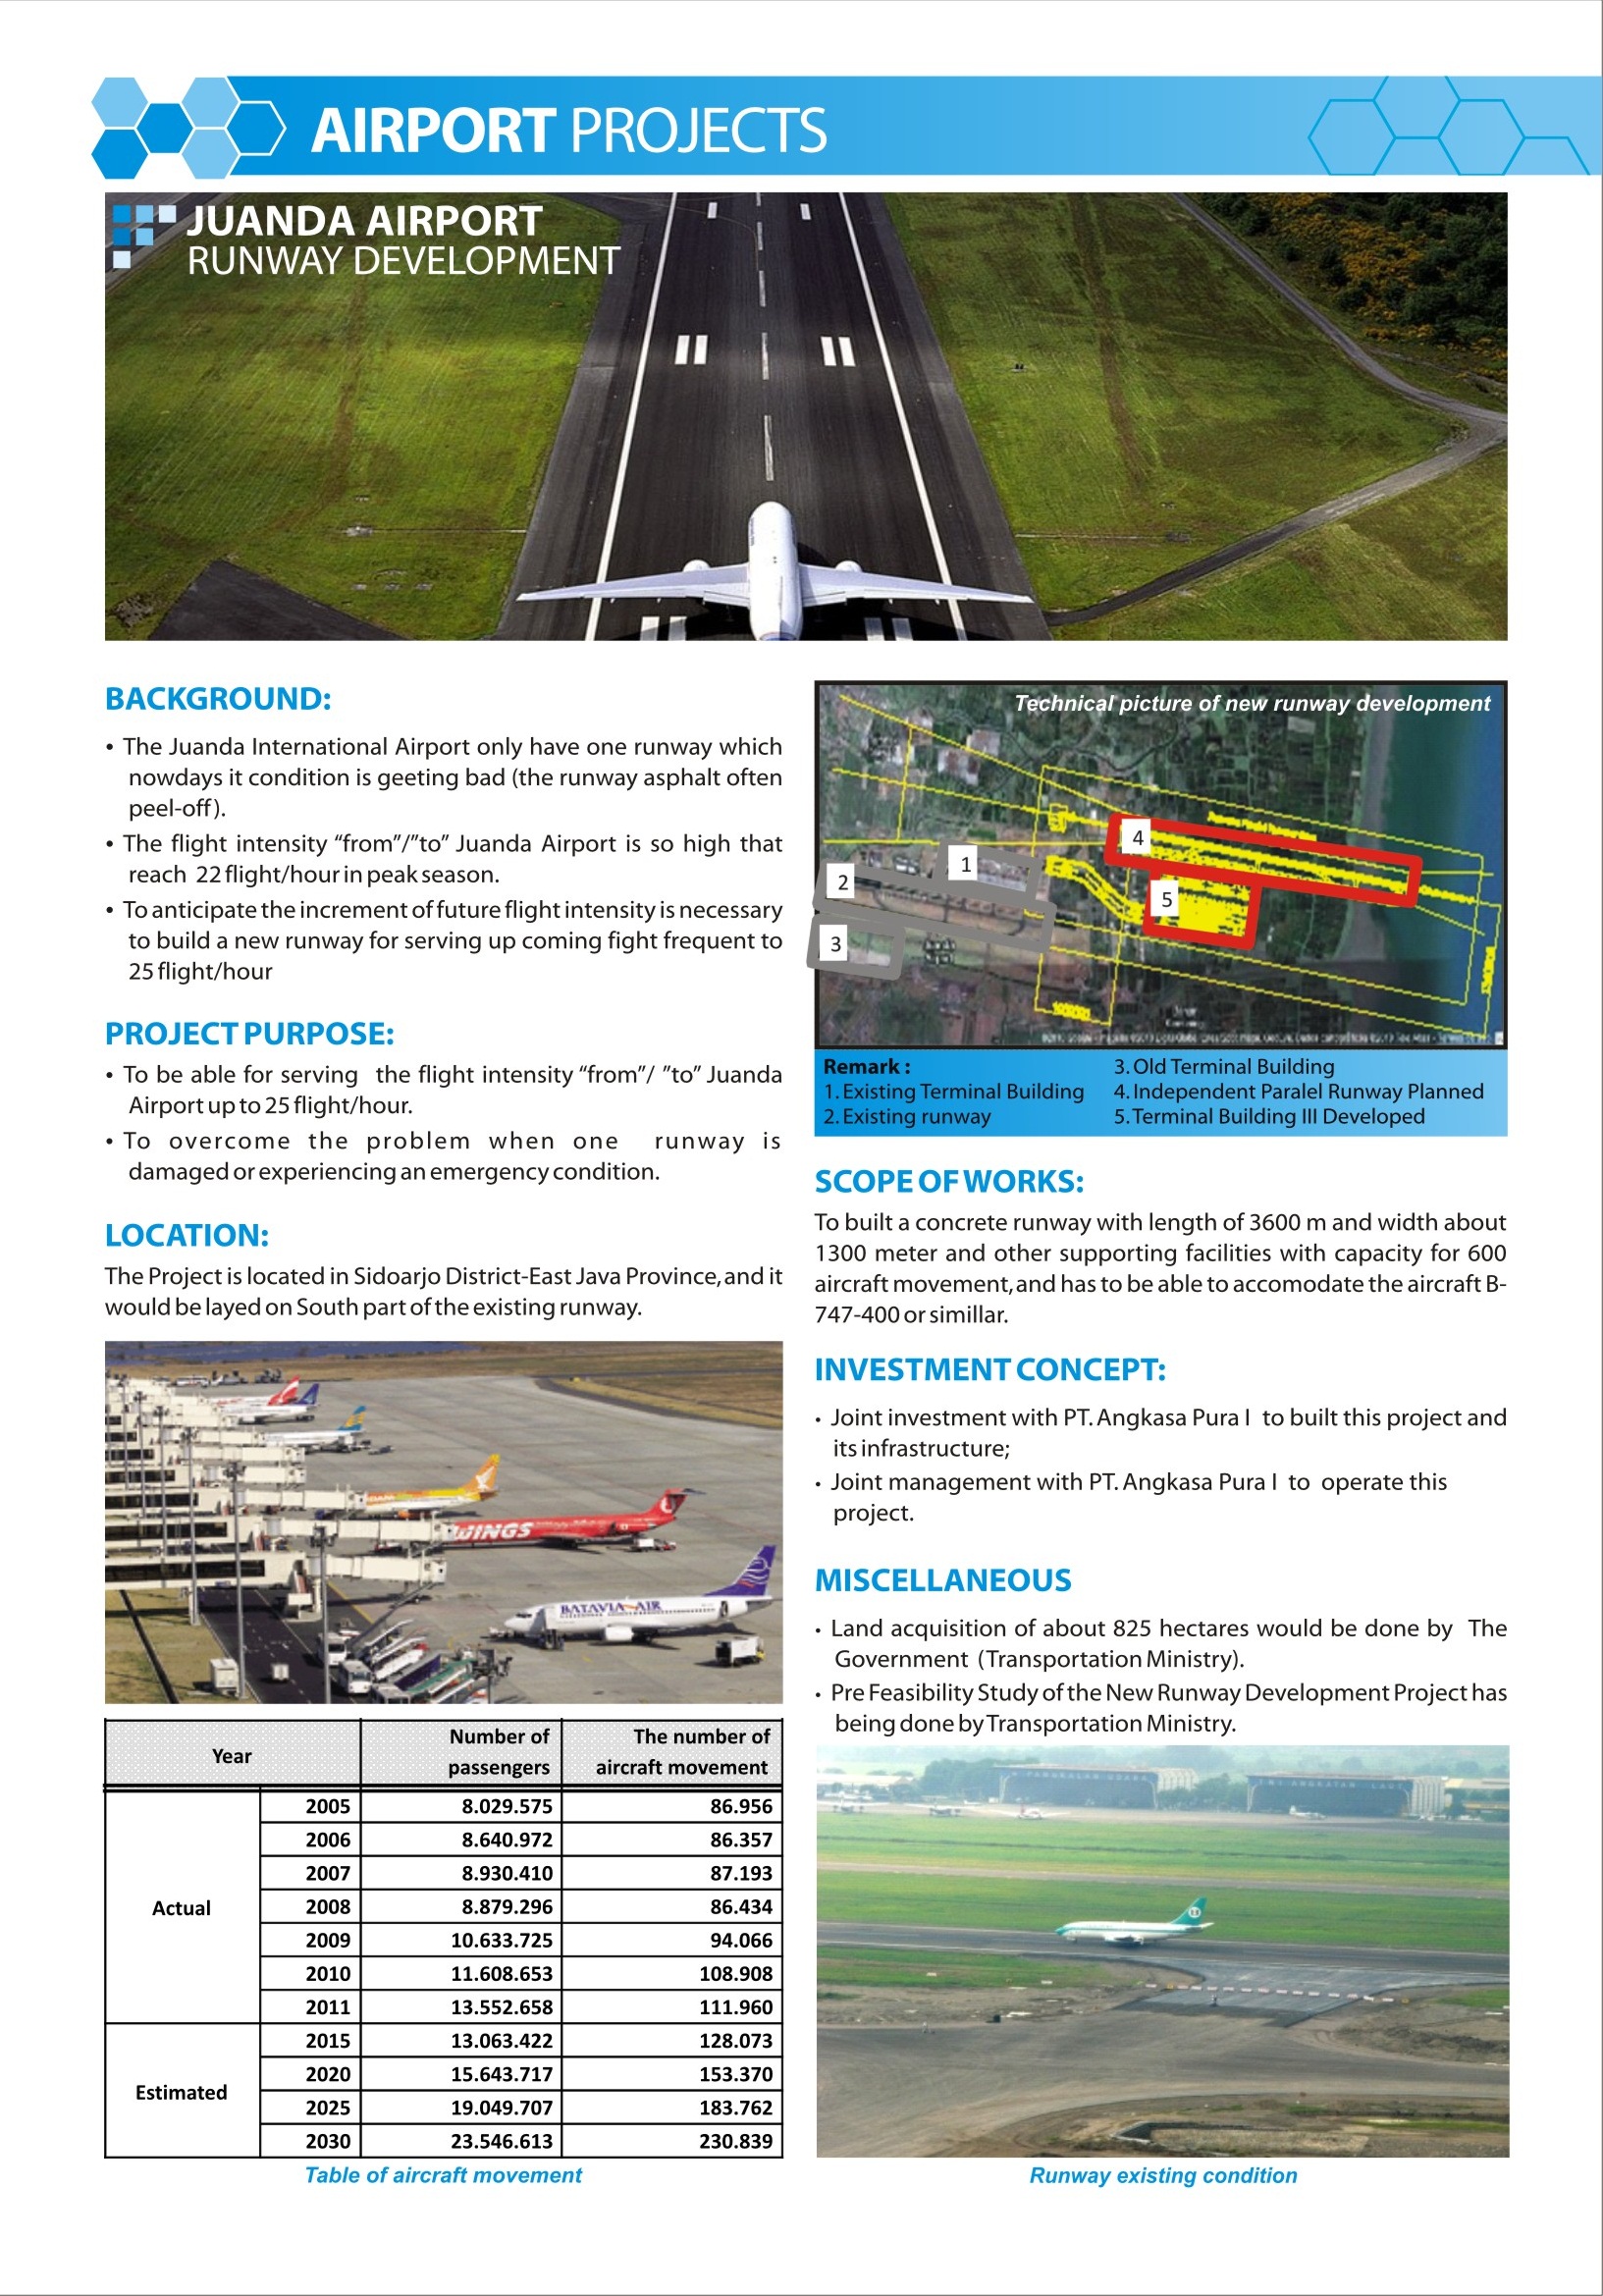 AIRPORT PROJECTS
JUANDA AIRPORT
RUNWAY DEVELOPMENT
BACKGROUND:
• The Juanda International Airport only have one runway which
nowdays it condition is geeting bad (the runway asphalt often
peel-off).
• The flight intensity “from”/”to” Juanda Airport is so high that
reach 22 flight/hour in peak season.
• To anticipate the increment of future flight intensity is necessary
to build a new runway for serving up coming fight frequent to
25 flight/hour
PROJECT PURPOSE:
• To be able for serving the flight intensity “from”/ ”to” Juanda
Airport up to 25 flight/hour.
• To overcome the problem when one runway is
damaged or experiencing an emergency condition.
LOCATION:
The Project is located in Sidoarjo District-East Java Province, and it
would be layed on South part of the existing runway.
WINGS
BATAVIA AIR
Year Number of passengers The number of aircraft movement
Actual
2005 8.029.575 86.956
2006 8.640.972 86.357
2007 8.930.410 87.193
2008 8.879.296 86.434
2009 10.633.725 94.066
2010 11.608.653 108.908
2011 13.552.658 111.960
Estimated
2015 13.063.422 128.073
2020 15.643.717 153.370
2025 19.049.707 183.762
2030 23.546.613 230.839
Table of aircraft movement
Technical picture of new runway development
1
2
3
4
5
Remark :
1. Existing Terminal Building
2. Existing runway
3. Old Terminal Building
4. Independent Paralel Runway Planned
5. Terminal Building III Developed
SCOPE OF WORKS:
To built a concrete runway with length of 3600 m and width about
1300 meter and other supporting facilities with capacity for 600
aircraft movement, and has to be able to accomodate the aircraft B-
747-400 or simillar.
INVESTMENT CONCEPT:
• Joint investment with PT. Angkasa Pura I to built this project and
its infrastructure;
• Joint management with PT. Angkasa Pura I to operate this
project.
MISCELLANEOUS
• Land acquisition of about 825 hectares would be done by The
Government (Transportation Ministry).
• Pre Feasibility Study of the New Runway Development Project has
being done by Transportation Ministry.
Runway existing condition